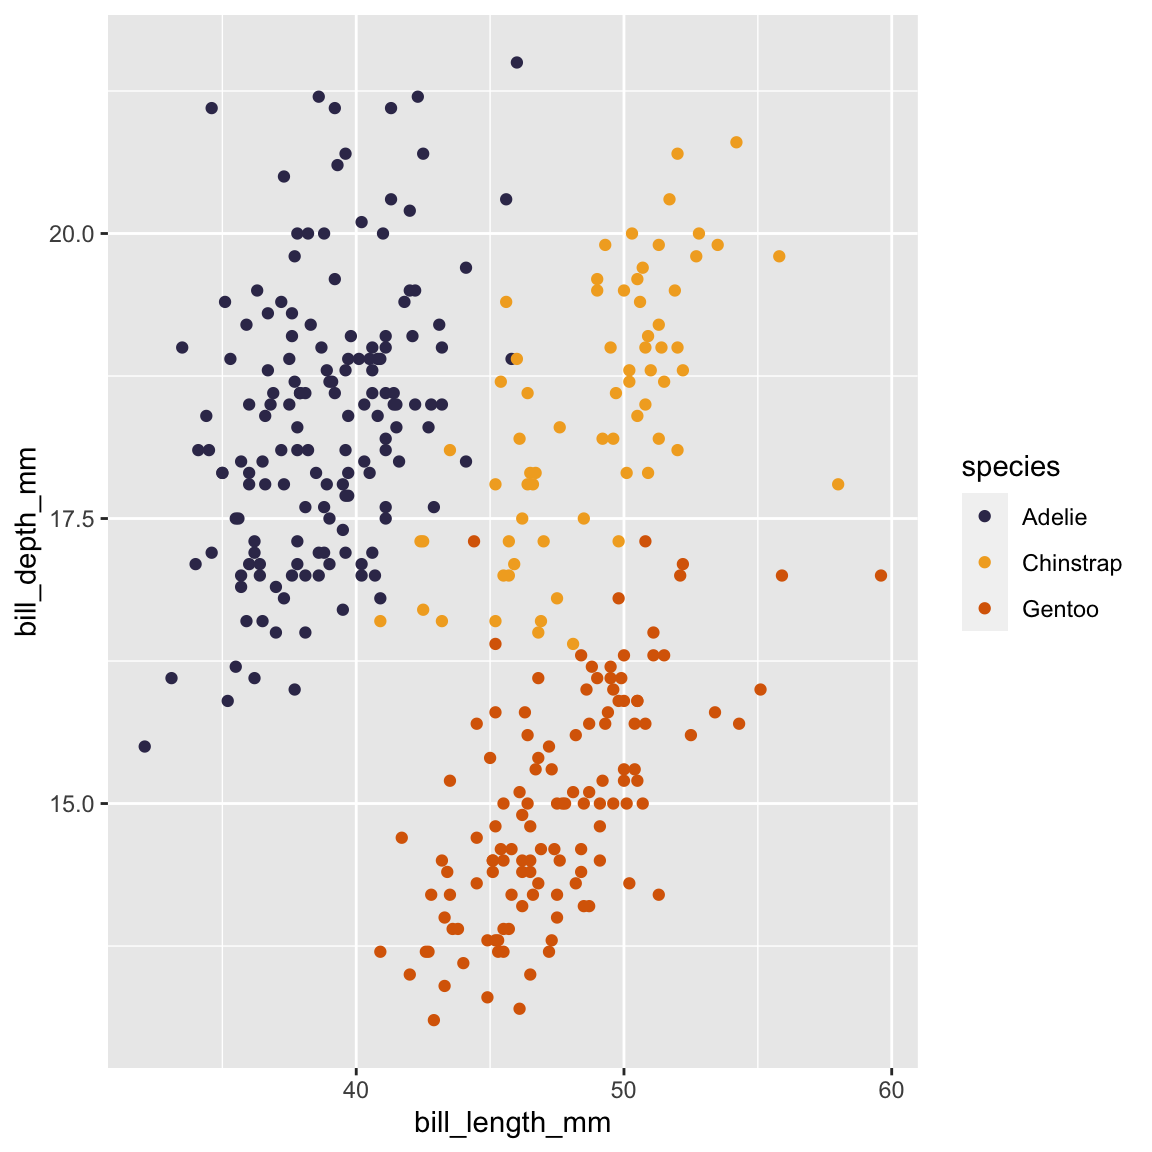 20.0
17.5
15.0
bill_depth_mm
40
50
60
bill_length_mm
species
Adelie
Chinstrap
Gentoo